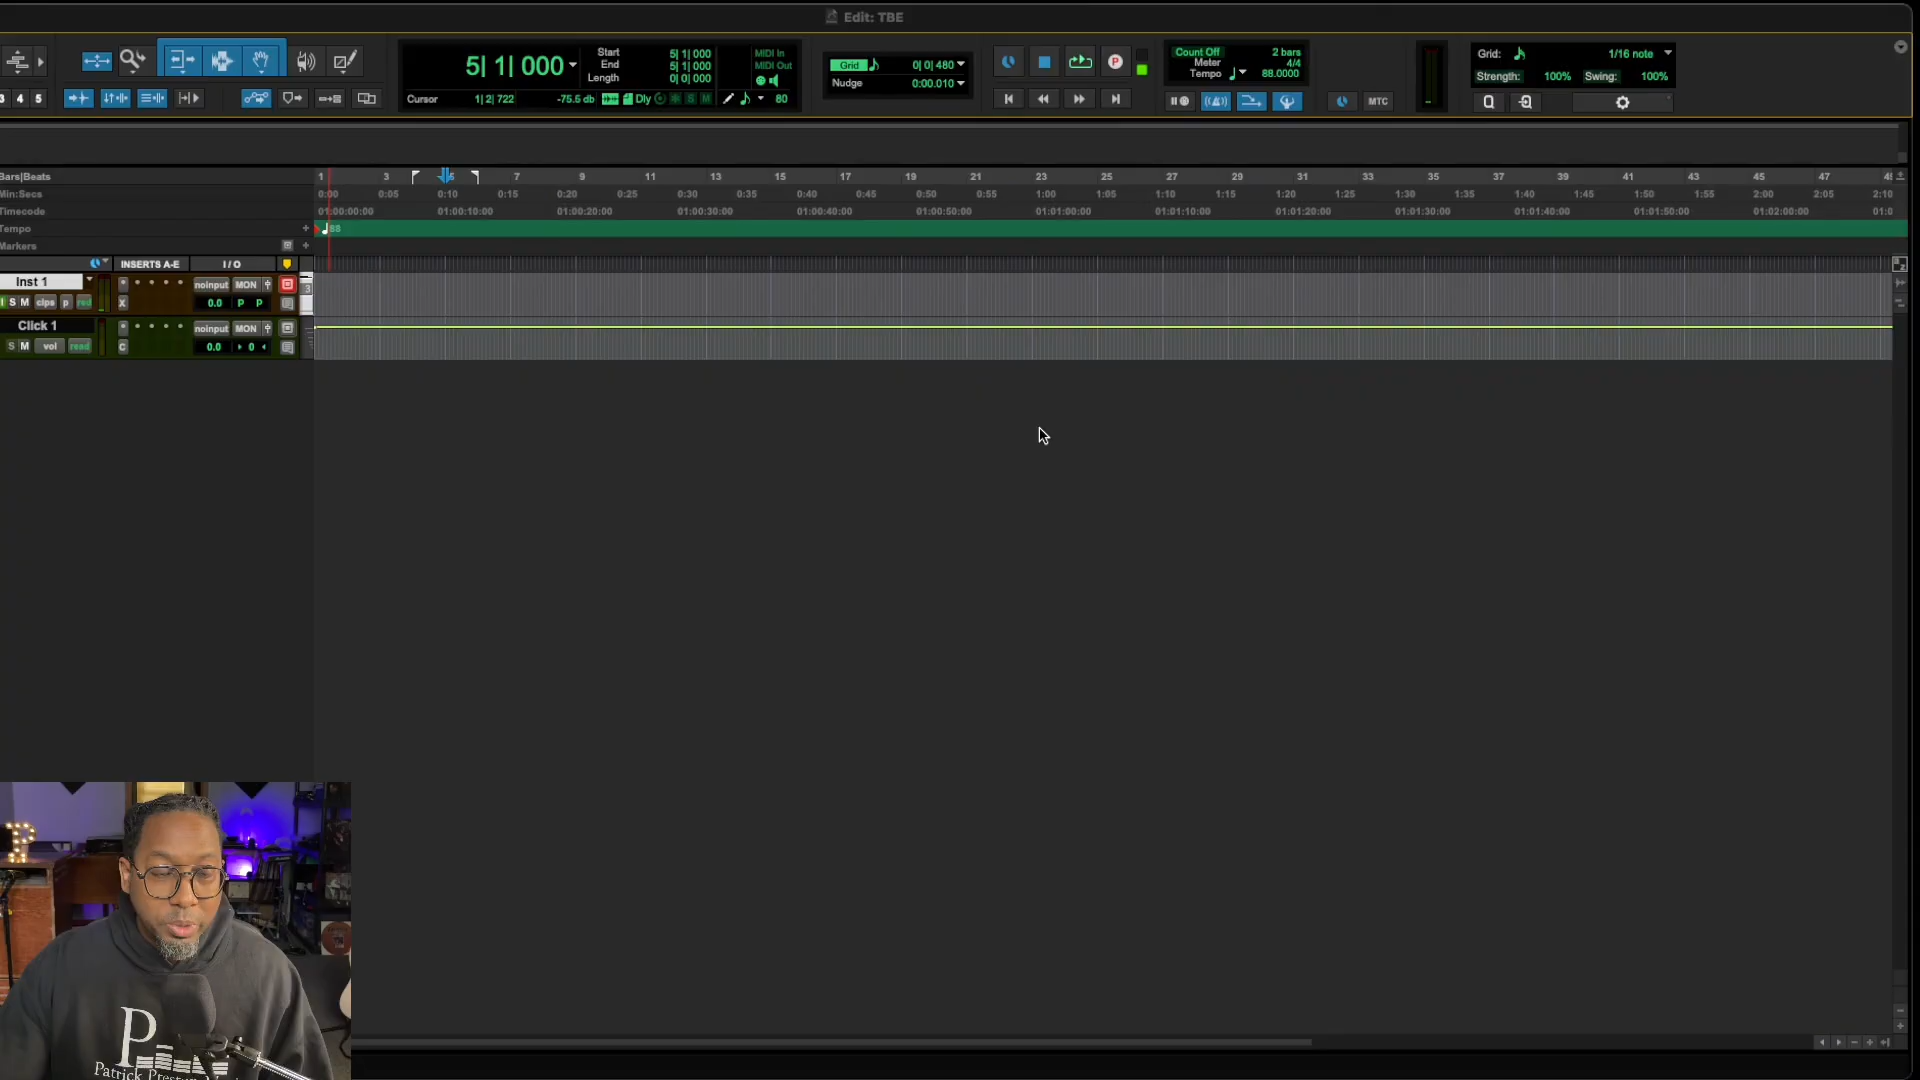 Edit: TBE
5| 1| 000
Start 5| 1| 000
End 5| 1| 000
Length 0| 0| 000
MIDI In
MIDI Out
Cursor 1| 2| 722 -75.5 db Dly S M 80
Grid 0| 0| 480
Nudge 0:00.010
Count Off 2 bars
Meter 4/4
Tempo 88.0000
MTC
Grid: 1/16 note
Strength: 100% Swing: 100%
3 4 5
Bars|Beats 1 3 5 7 9 11 13 15 17 19 21 23 25 27 29 31 33 35 37 39 41 43 45 47
Min:Secs 0:00 0:05 0:10 0:15 0:20 0:25 0:30 0:35 0:40 0:45 0:50 0:55 1:00 1:05 1:10 1:15 1:20 1:25 1:30 1:35 1:40 1:45 1:50 1:55 2:00 2:05 2:10
Timecode 01:00:00:00 01:00:10:00 01:00:20:00 01:00:30:00 01:00:40:00 01:00:50:00 01:01:00:00 01:01:10:00 01:01:20:00 01:01:30:00 01:01:40:00 01:01:50:00 01:02:00:00 01:0
Tempo 88
Markers
INSERTS A-E I / O
Inst 1 noinput MON
I S M clps p red X 0.0 P P
3
Click 1 noinput MON
S M vol read C 0.0 0
P
Patrick